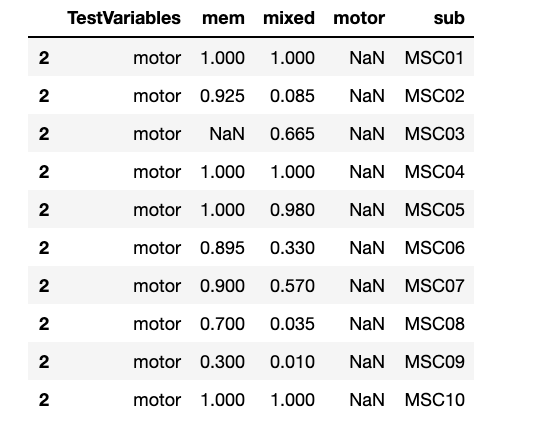 TestVariables mem mixed motor sub
2 motor 1.000 1.000 NaN MSC01
2 motor 0.925 0.085 NaN MSC02
2 motor NaN 0.665 NaN MSC03
2 motor 1.000 1.000 NaN MSC04
2 motor 1.000 0.980 NaN MSC05
2 motor 0.895 0.330 NaN MSC06
2 motor 0.900 0.570 NaN MSC07
2 motor 0.700 0.035 NaN MSC08
2 motor 0.300 0.010 NaN MSC09
2 motor 1.000 1.000 NaN MSC10